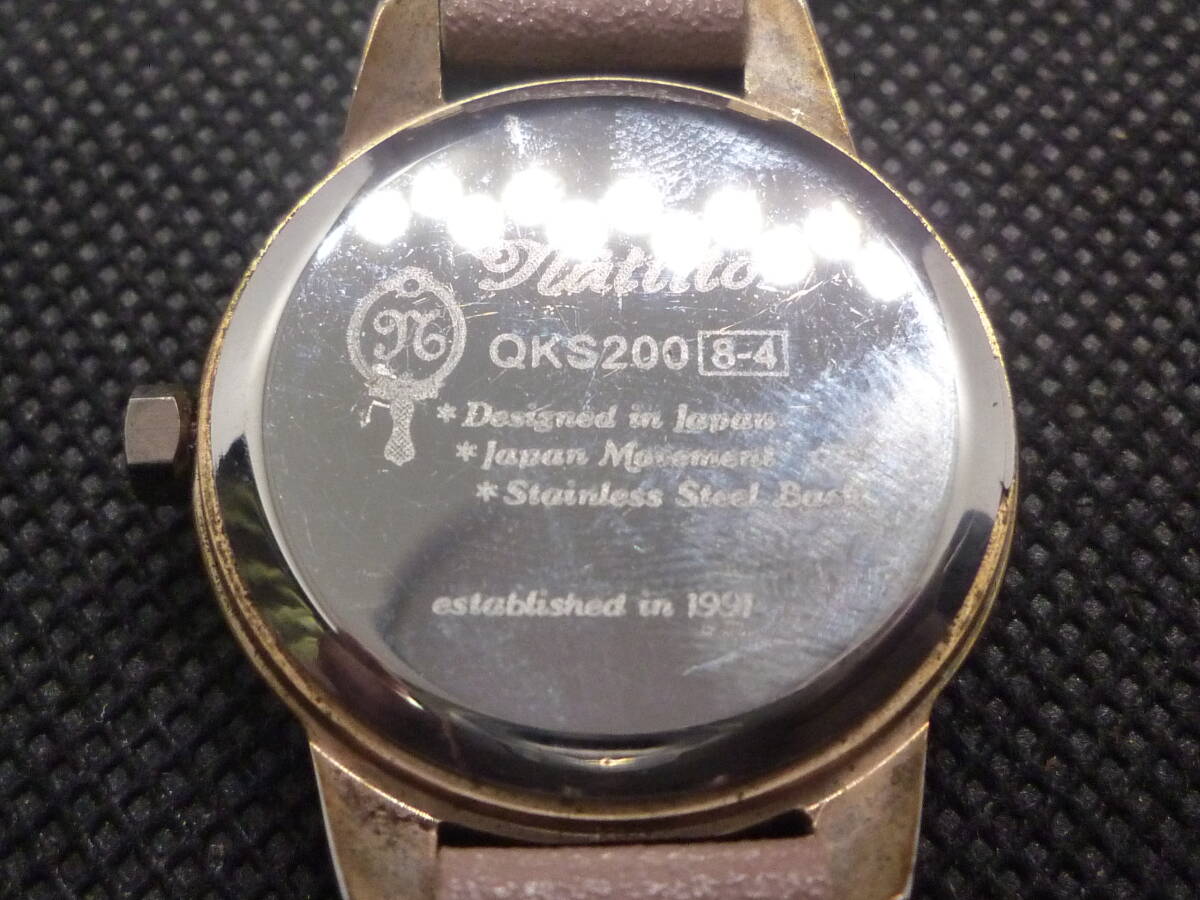 N
QKS200 8-4
*Designed in Japan
*Japan Movement
*Stainless Steel Back
established in 1991